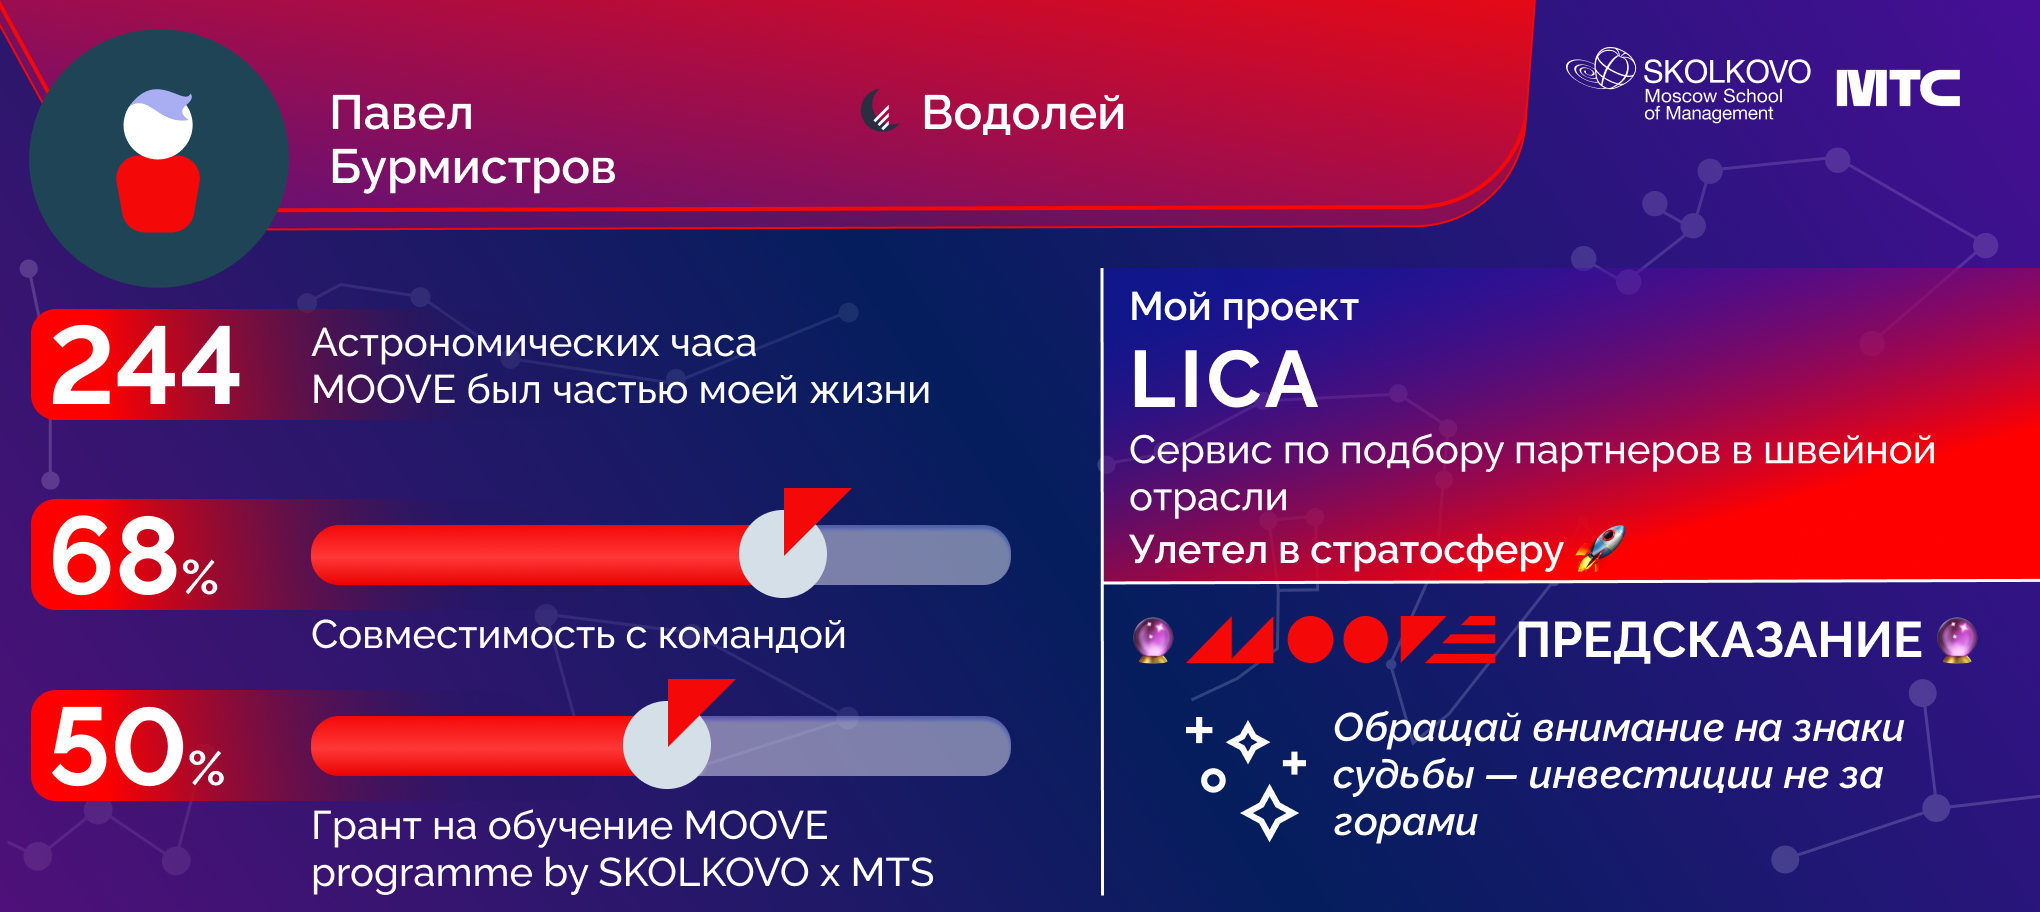 Павел
Бурмистров
Водолей
SKOLKOVO
Moscow School
of Management
МТС
244
Астрономических часа
MOOVE был частью моей жизни
68%
Совместимость с командой
50%
Грант на обучение MOOVE
programme by SKOLKOVO x MTS
Мой проект
LICA
Сервис по подбору партнеров в швейной
отрасли
Улетел в стратосферу
MOOVE ПРЕДСКАЗАНИЕ
Обращай внимание на знаки
судьбы — инвестиции не за
горами